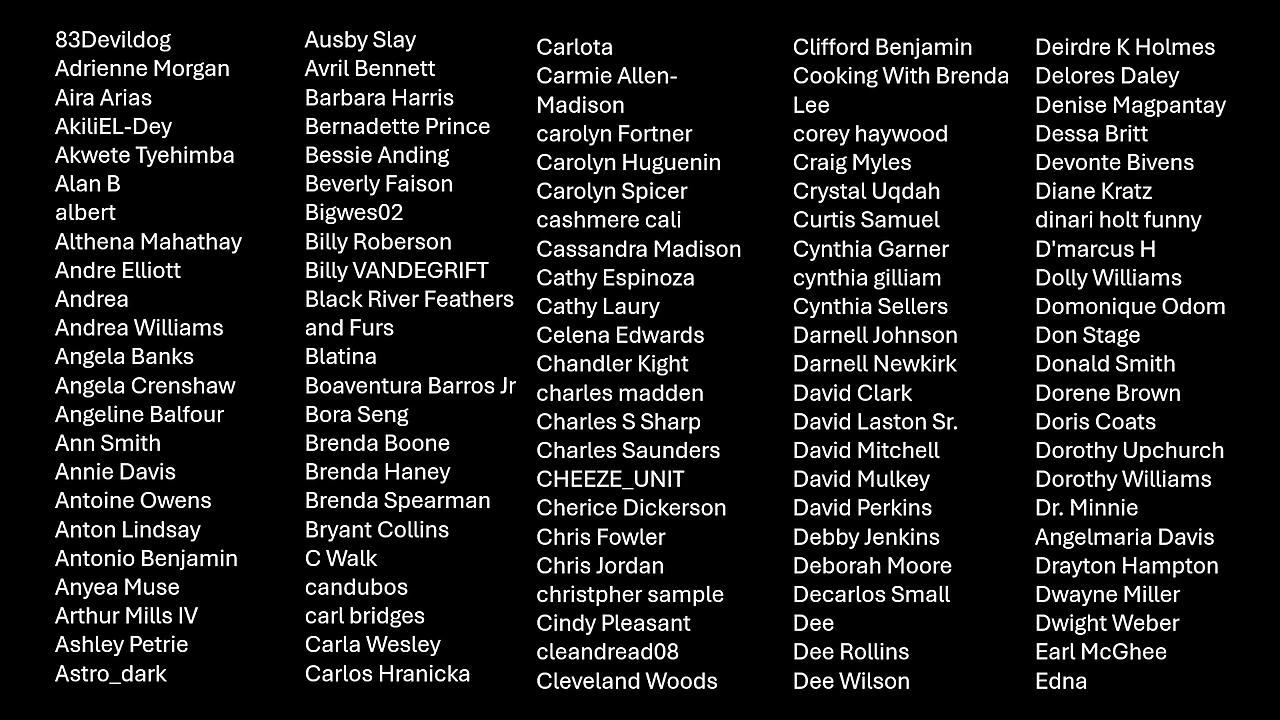 83Devildog
Adrienne Morgan
Aira Arias
AkiliEL-Dey
Akwete Tyehimba
Alan B
albert
Althena Mahathay
Andre Elliott
Andrea
Andrea Williams
Angela Banks
Angela Crenshaw
Angeline Balfour
Ann Smith
Annie Davis
Antoine Owens
Anton Lindsay
Antonio Benjamin
Anyea Muse
Arthur Mills IV
Ashley Petrie
Astro_dark
Ausby Slay
Avril Bennett
Barbara Harris
Bernadette Prince
Bessie Anding
Beverly Faison
Bigwes02
Billy Roberson
Billy VANDEGRIFT
Black River Feathers
and Furs
Blatina
Boaventura Barros Jr
Bora Seng
Brenda Boone
Brenda Haney
Brenda Spearman
Bryant Collins
C Walk
candubos
carl bridges
Carla Wesley
Carlos Hranicka
Carlota
Carmie Allen-
Madison
carolyn Fortner
Carolyn Huguenin
Carolyn Spicer
cashmere cali
Cassandra Madison
Cathy Espinoza
Cathy Laury
Celena Edwards
Chandler Kight
charles madden
Charles S Sharp
Charles Saunders
CHEEZE_UNIT
Cherice Dickerson
Chris Fowler
Chris Jordan
christpher sample
Cindy Pleasant
cleandread08
Cleveland Woods
Clifford Benjamin
Cooking With Brenda
Lee
corey haywood
Craig Myles
Crystal Uqdah
Curtis Samuel
Cynthia Garner
cynthia gilliam
Cynthia Sellers
Darnell Johnson
Darnell Newkirk
David Clark
David Laston Sr.
David Mitchell
David Mulkey
David Perkins
Debby Jenkins
Deborah Moore
Decarlos Small
Dee
Dee Rollins
Dee Wilson
Deirdre K Holmes
Delores Daley
Denise Magpantay
Dessa Britt
Devonte Bivens
Diane Kratz
dinari holt funny
D'marcus H
Dolly Williams
Domonique Odom
Don Stage
Donald Smith
Dorene Brown
Doris Coats
Dorothy Upchurch
Dorothy Williams
Dr. Minnie
Angelmaria Davis
Drayton Hampton
Dwayne Miller
Dwight Weber
Earl McGhee
Edna